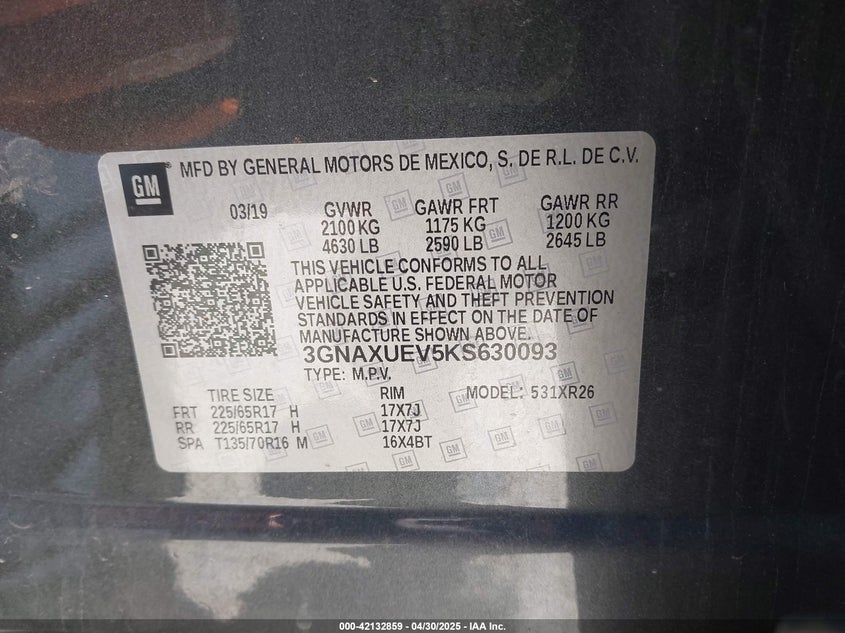 GM
MFD BY GENERAL MOTORS DE MEXICO, S. DE R.L. DE C.V.
03/19 GVWR GAWR FRT GAWR RR
2100 KG 1175 KG 1200 KG
4630 LB 2590 LB 2645 LB
THIS VEHICLE CONFORMS TO ALL
APPLICABLE U.S. FEDERAL MOTOR
VEHICLE SAFETY AND THEFT PREVENTION
STANDARDS IN EFFECT ON THE DATE OF
MANUFACTURE SHOWN ABOVE.
3GNAXUEV5KS630093
TYPE: M.P.V.
TIRE SIZE RIM MODEL: 531XR26
FRT 225/65R17 H 17X7J
RR 225/65R17 H 17X7J
SPA T135/70R16 M 16X4BT
000-42132859 / 04/30/2025 - IAA Inc.